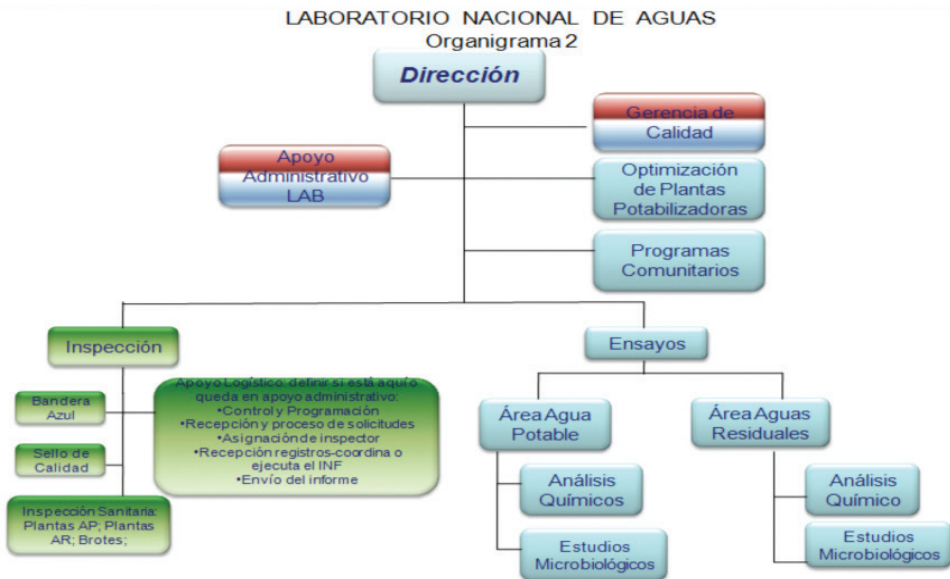 LABORATORIO NACIONAL DE AGUAS
Organigrama 2
Dirección
Gerencia de
Calidad
Apoyo
Administrativo
LAB
Optimización
de Plantas
Potabilizadoras
Programas
Comunitarios
Inspección
Bandera
Azul
Sello de
Calidad
Inspección Sanitaria:
Plantas AP; Plantas
AR; Brotes;
Apoyo Logístico: definir si está aquí o
queda en apoyo administrativo:
•Control y Programación
•Recepción y proceso de solicitudes
•Asignación de inspector
•Recepción registros-coordina o
ejecuta el INF
•Envío del informe
Ensayos
Área Agua
Potable
Análisis
Químicos
Estudios
Microbiológicos
Área Aguas
Residuales
Análisis
Químico
Estudios
Microbiológicos